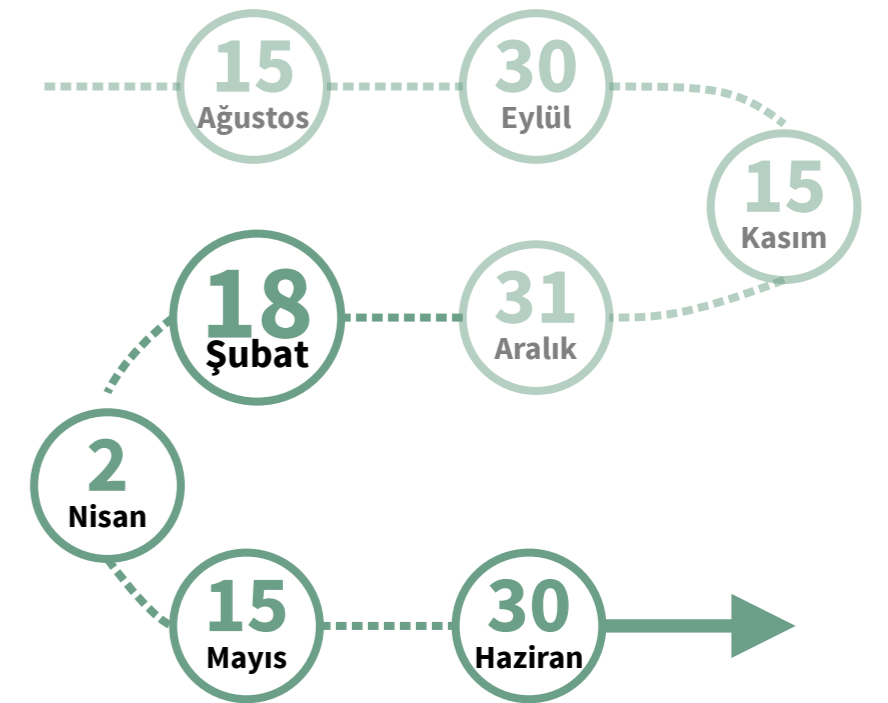 15
Ağustos
30
Eylül
15
Kasım
31
Aralık
18
Şubat
2
Nisan
15
Mayıs
30
Haziran